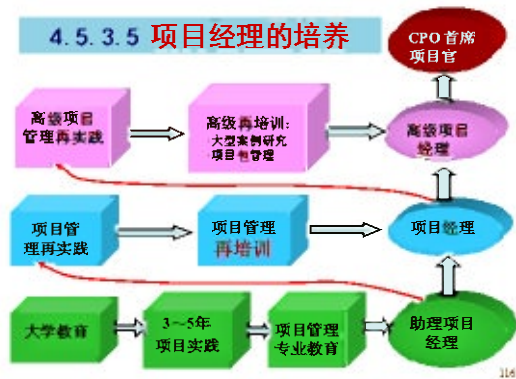 4.5.3.5 项目经理的培养
CPO 首席
项目官
高级项目
管理再实践
高级再培训：
·大型案例研究
·项目包管理
高级项目
经理
项目管
理再实践
项目管理
再培训
项目经理
大学教育
3～5年
项目实践
项目管理
专业教育
助理项目
经理
116